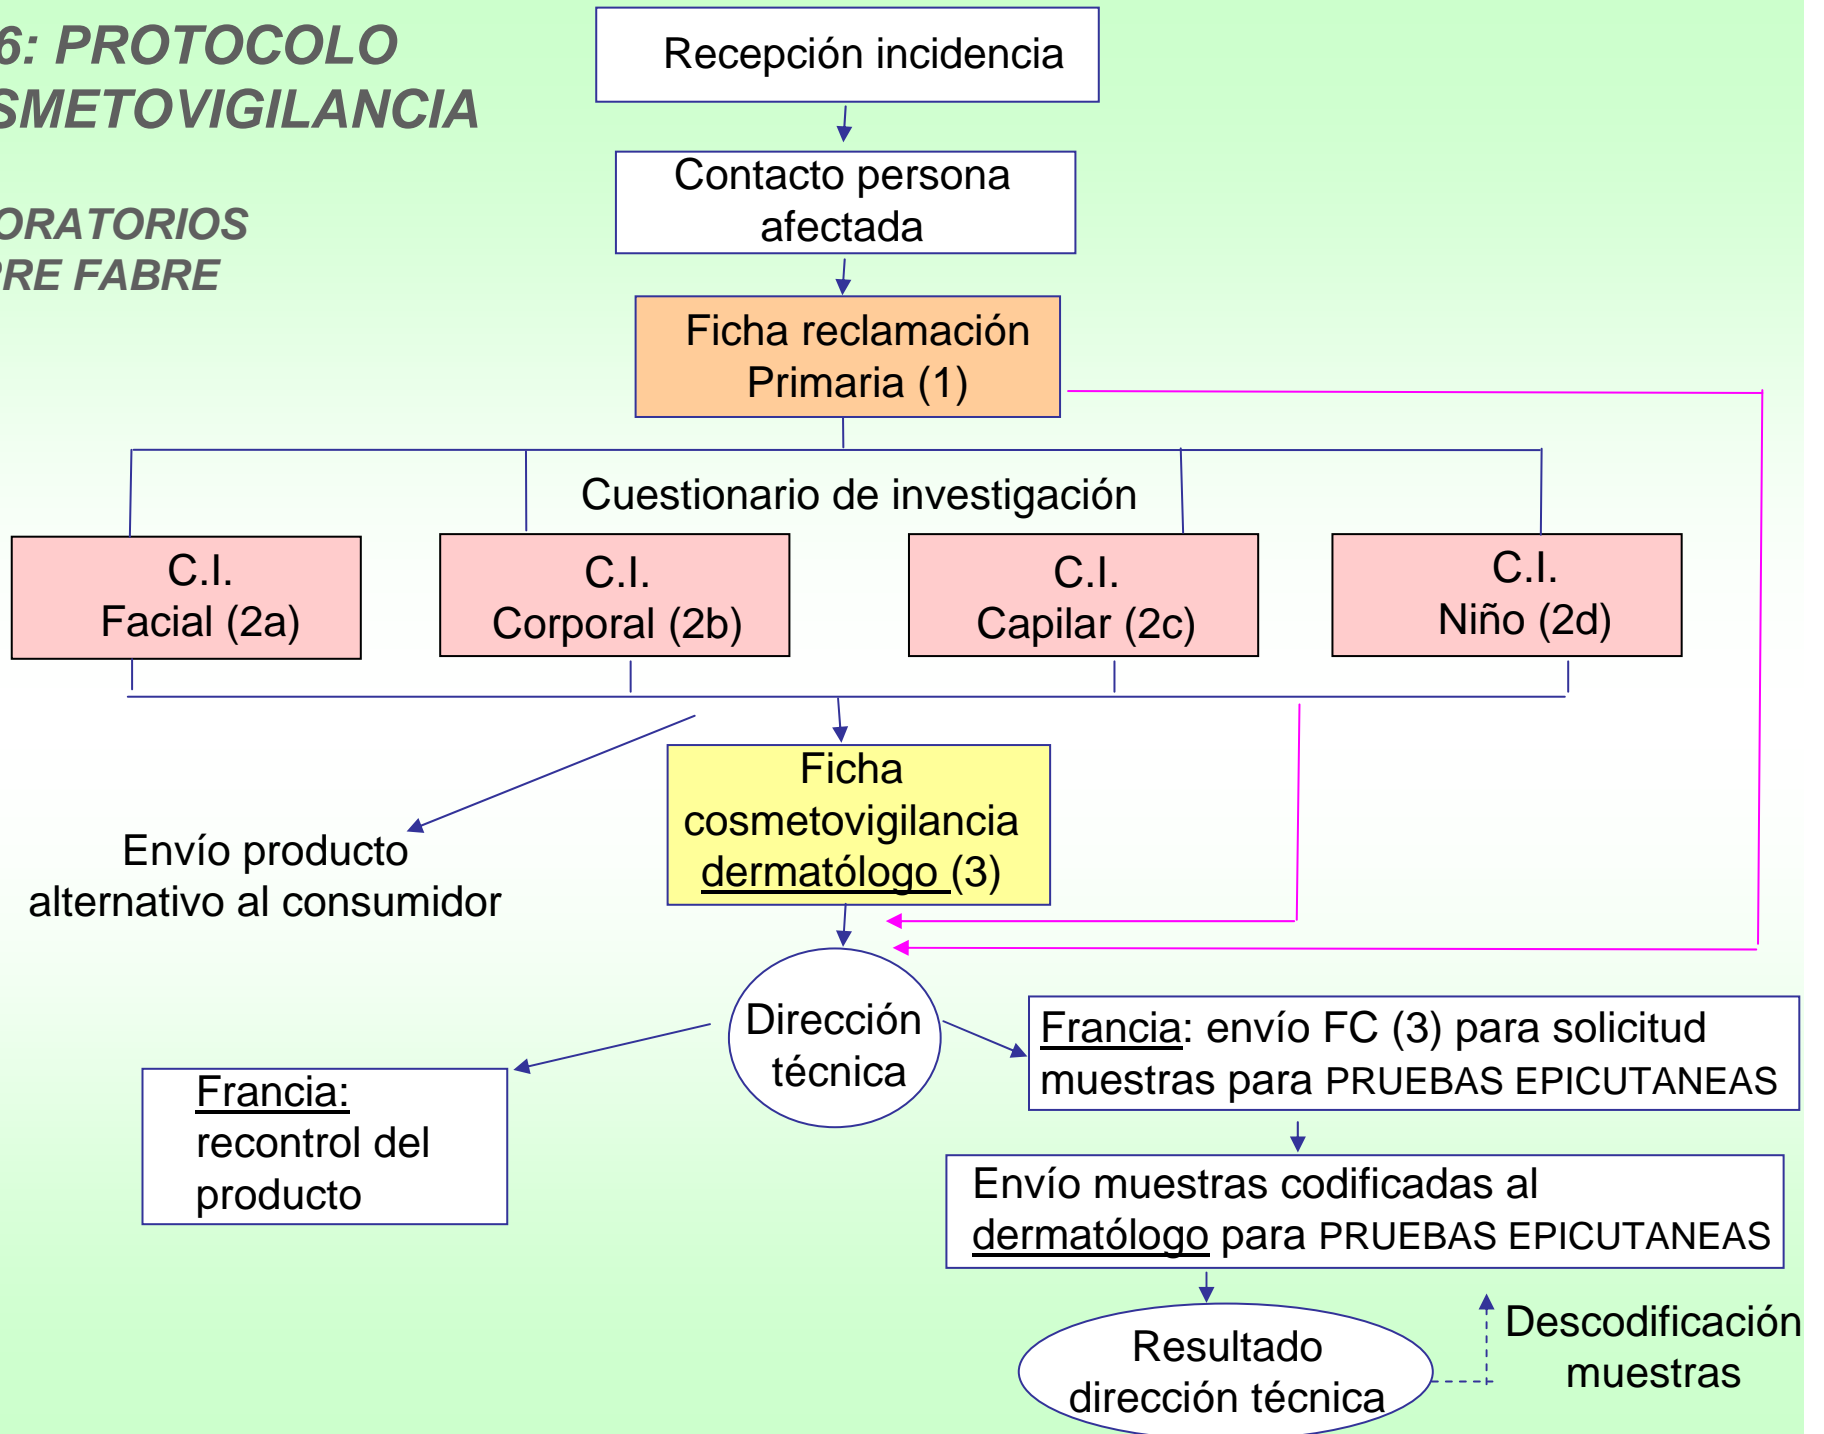 6: PROTOCOLO
SMETOVIGILANCIA
ORATORIOS
RRE FABRE
Recepción incidencia
Contacto persona
afectada
Ficha reclamación
Primaria (1)
Cuestionario de investigación
C.I.
Facial (2a)
C.I.
Corporal (2b)
C.I.
Capilar (2c)
C.I.
Niño (2d)
Envío producto
alternativo al consumidor
Ficha
cosmetovigilancia
dermatólogo (3)
Dirección
técnica
Francia:
recontrol del
producto
Francia: envío FC (3) para solicitud
muestras para PRUEBAS EPICUTANEAS
Envío muestras codificadas al
dermatólogo para PRUEBAS EPICUTANEAS
Resultado
dirección técnica
Descodificación
muestras